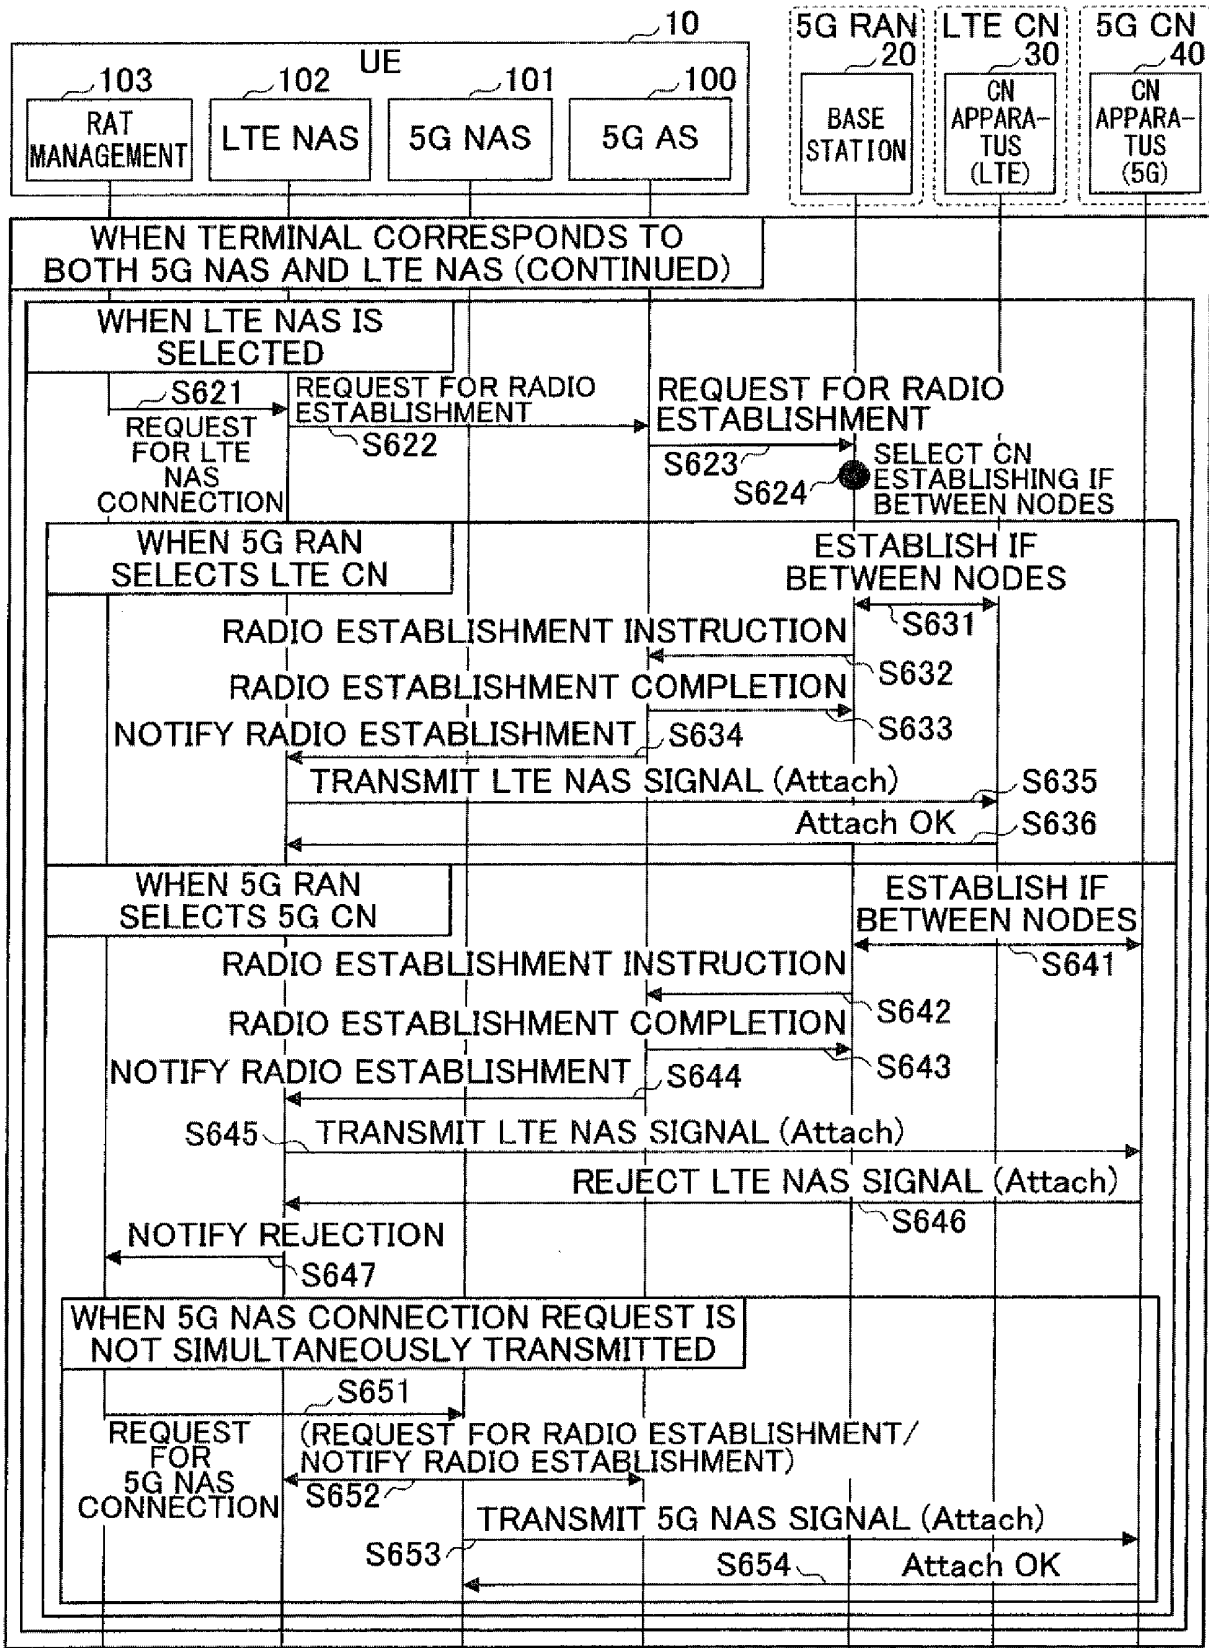 10
UE
103
RAT
MANAGEMENT
102
LTE NAS
101
5G NAS
100
5G AS
5G RAN
20
BASE
STATION
LTE CN
30
CN
APPARA-
TUS
(LTE)
5G CN
40
CN
APPARA-
TUS
(5G)
WHEN TERMINAL CORRESPONDS TO
BOTH 5G NAS AND LTE NAS (CONTINUED)
WHEN LTE NAS IS
SELECTED
S621
REQUEST
FOR LTE
NAS
CONNECTION
REQUEST FOR RADIO
ESTABLISHMENT
S622
REQUEST FOR RADIO
ESTABLISHMENT
S623
S624
SELECT CN
ESTABLISHING IF
BETWEEN NODES
WHEN 5G RAN
SELECTS LTE CN
ESTABLISH IF
BETWEEN NODES
S631
RADIO ESTABLISHMENT INSTRUCTION
S632
RADIO ESTABLISHMENT COMPLETION
S633
NOTIFY RADIO ESTABLISHMENT
S634
TRANSMIT LTE NAS SIGNAL (Attach)
S635
Attach OK
S636
WHEN 5G RAN
SELECTS 5G CN
ESTABLISH IF
BETWEEN NODES
S641
RADIO ESTABLISHMENT INSTRUCTION
S642
RADIO ESTABLISHMENT COMPLETION
S643
NOTIFY RADIO ESTABLISHMENT
S644
S645
TRANSMIT LTE NAS SIGNAL (Attach)
REJECT LTE NAS SIGNAL (Attach)
S646
NOTIFY REJECTION
S647
WHEN 5G NAS CONNECTION REQUEST IS
NOT SIMULTANEOUSLY TRANSMITTED
S651
REQUEST
FOR
5G NAS
CONNECTION
(REQUEST FOR RADIO ESTABLISHMENT/
NOTIFY RADIO ESTABLISHMENT)
S652
TRANSMIT 5G NAS SIGNAL (Attach)
S653
S654
Attach OK